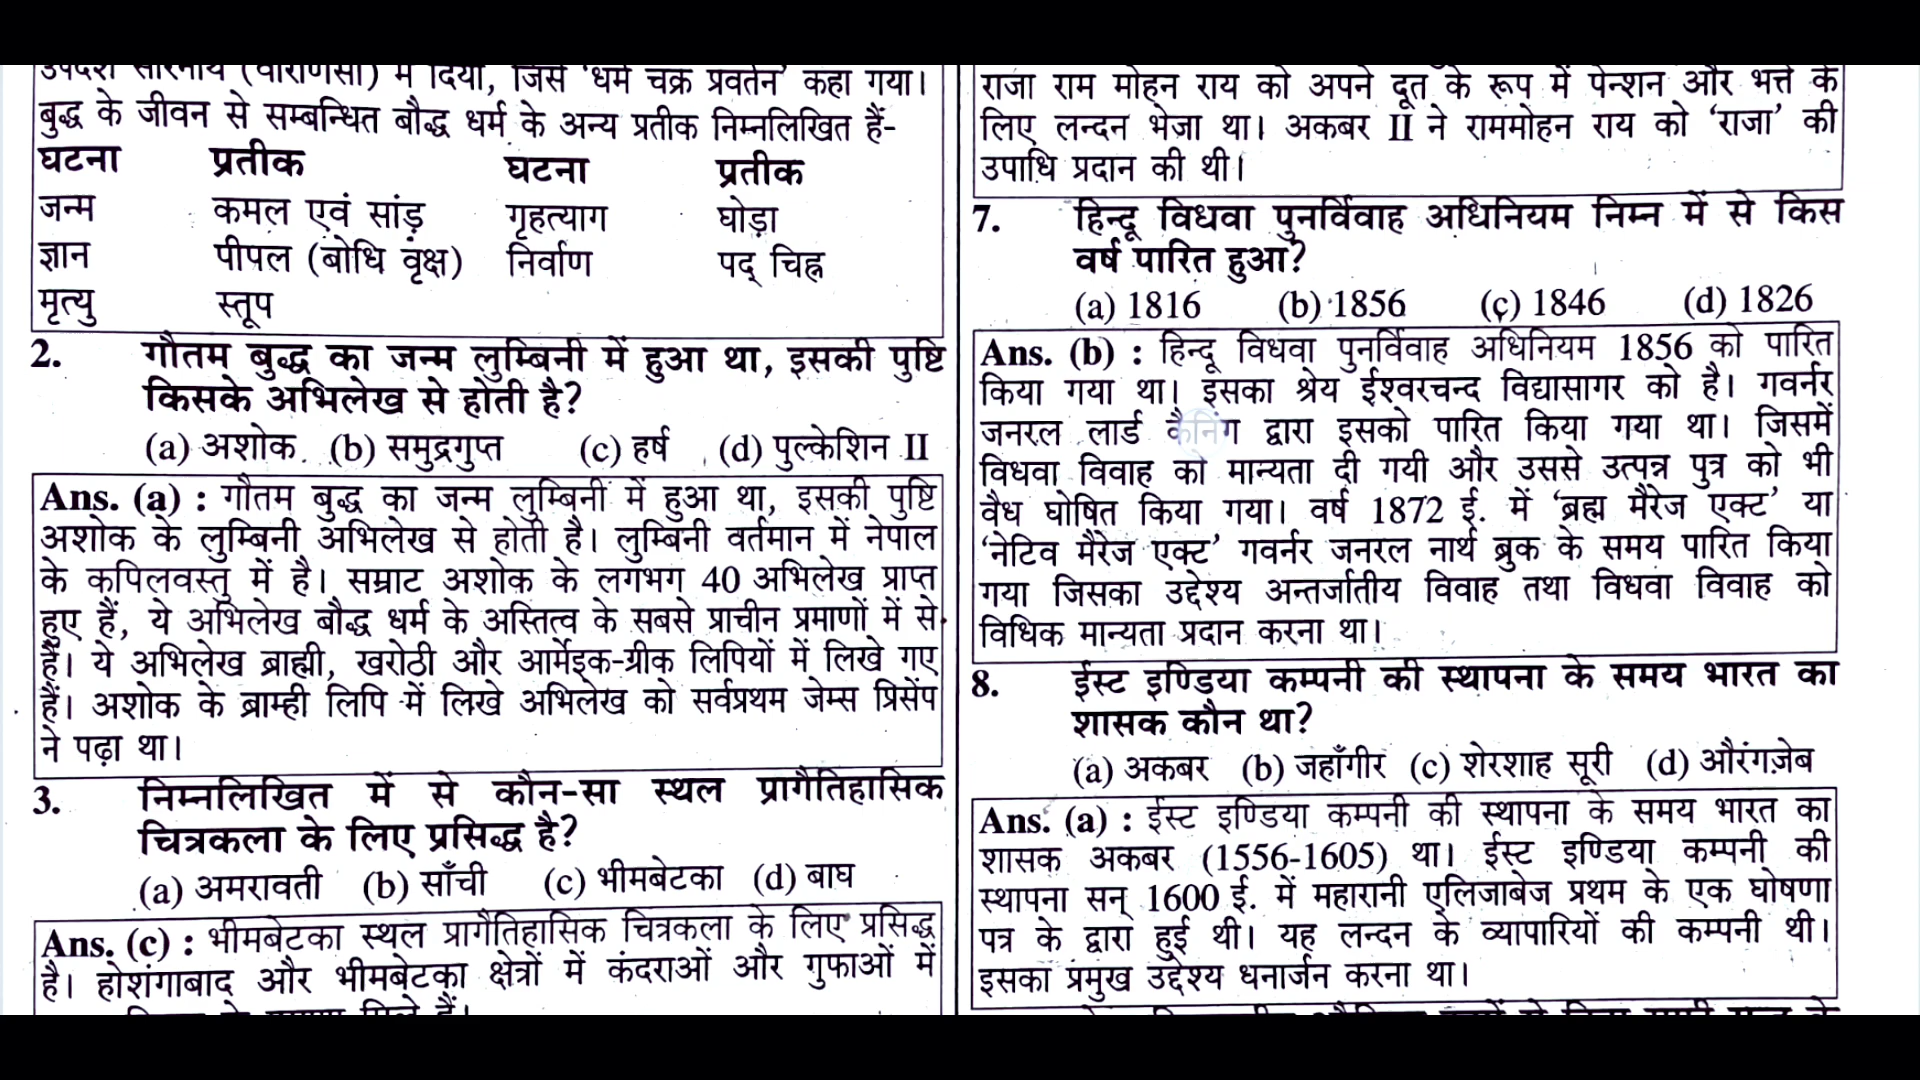 उपदेश सारनाथ (वाराणसी) में दिया, जिसे 'धर्म चक्र प्रवर्तन' कहा गया।
बुद्ध के जीवन से सम्बन्धित बौद्ध धर्म के अन्य प्रतीक निम्नलिखित हैं-
घटना प्रतीक घटना प्रतीक
जन्म कमल एवं सांड़ गृहत्याग घोड़ा
ज्ञान पीपल (बोधि वृक्ष) निर्वाण पद् चिह्न
मृत्यु स्तूप
2. गौतम बुद्ध का जन्म लुम्बिनी में हुआ था, इसकी पुष्टि
किसके अभिलेख से होती है?
(a) अशोक (b) समुद्रगुप्त (c) हर्ष (d) पुल्केशिन II
Ans. (a) : गौतम बुद्ध का जन्म लुम्बिनी में हुआ था, इसकी पुष्टि
अशोक के लुम्बिनी अभिलेख से होती है। लुम्बिनी वर्तमान में नेपाल
के कपिलवस्तु में है। सम्राट अशोक के लगभग 40 अभिलेख प्राप्त
हुए हैं, ये अभिलेख बौद्ध धर्म के अस्तित्व के सबसे प्राचीन प्रमाणों में से
हैं। ये अभिलेख ब्राह्मी, खरोठी और आर्मेइक-ग्रीक लिपियों में लिखे गए
हैं। अशोक के ब्राम्ही लिपि में लिखे अभिलेख को सर्वप्रथम जेम्स प्रिसेंप
ने पढ़ा था।
3. निम्नलिखित में से कौन-सा स्थल प्रागैतिहासिक
चित्रकला के लिए प्रसिद्ध है?
(a) अमरावती (b) साँची (c) भीमबेटका (d) बाघ
Ans. (c) : भीमबेटका स्थल प्रागैतिहासिक चित्रकला के लिए प्रसिद्ध
है। होशंगाबाद और भीमबेटका क्षेत्रों में कंदराओं और गुफाओं में
राजा राम मोहन राय को अपने दूत के रूप में पेन्शन और भत्ते के
लिए लन्दन भेजा था। अकबर II ने राममोहन राय को 'राजा' की
उपाधि प्रदान की थी।
7. हिन्दू विधवा पुनर्विवाह अधिनियम निम्न में से किस
वर्ष पारित हुआ?
(a) 1816 (b) 1856 (c) 1846 (d) 1826
Ans. (b) : हिन्दू विधवा पुनर्विवाह अधिनियम 1856 को पारित
किया गया था। इसका श्रेय ईश्वरचन्द विद्यासागर को है। गवर्नर
जनरल लार्ड कैनिंग द्वारा इसको पारित किया गया था। जिसमें
विधवा विवाह को मान्यता दी गयी और उससे उत्पन्न पुत्र को भी
वैध घोषित किया गया। वर्ष 1872 ई. में 'ब्रह्म मैरेज एक्ट' या
'नेटिव मैरेज एक्ट' गवर्नर जनरल नार्थ ब्रुक के समय पारित किया
गया जिसका उद्देश्य अन्तर्जातीय विवाह तथा विधवा विवाह को
विधिक मान्यता प्रदान करना था।
8. ईस्ट इण्डिया कम्पनी की स्थापना के समय भारत का
शासक कौन था?
(a) अकबर (b) जहाँगीर (c) शेरशाह सूरी (d) औरंगज़ेब
Ans. (a) : ईस्ट इण्डिया कम्पनी की स्थापना के समय भारत का
शासक अकबर (1556-1605) था। ईस्ट इण्डिया कम्पनी की
स्थापना सन् 1600 ई. में महारानी एलिजाबेज प्रथम के एक घोषणा
पत्र के द्वारा हुई थी। यह लन्दन के व्यापारियों की कम्पनी थी।
इसका प्रमुख उद्देश्य धनार्जन करना था।